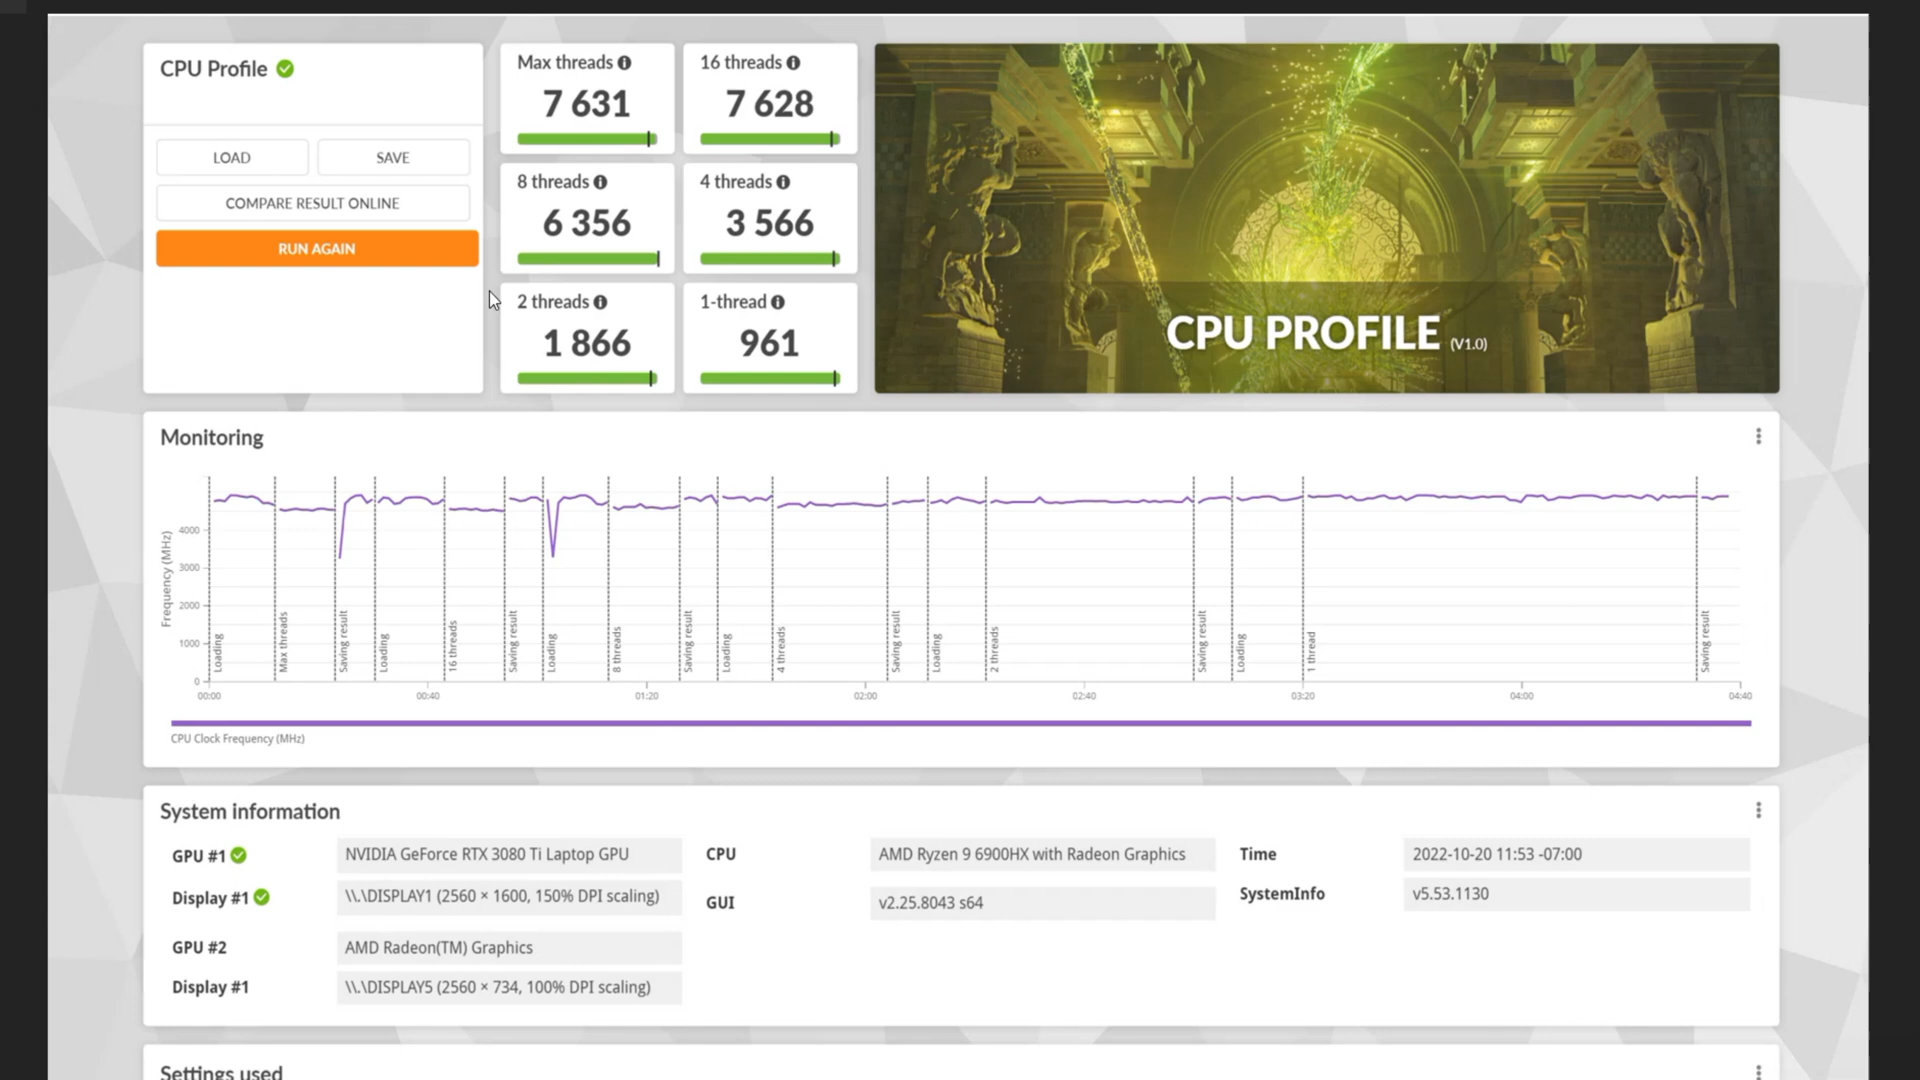 CPU Profile
LOAD
SAVE
COMPARE RESULT ONLINE
RUN AGAIN
Max threads
7 631
16 threads
7 628
8 threads
6 356
4 threads
3 566
2 threads
1 866
1-thread
961
CPU PROFILE (V1.0)
Monitoring
Frequency (MHz)
4000
3000
2000
1000
0
Loading
Max threads
Saving result
Loading
16 threads
Saving result
Loading
8 threads
Saving result
Loading
4 threads
Saving result
Loading
2 threads
Saving result
Loading
1 thread
Saving result
00:00
00:40
01:20
02:00
02:40
03:20
04:00
04:40
CPU Clock Frequency (MHz)
System information
GPU #1
NVIDIA GeForce RTX 3080 Ti Laptop GPU
Display #1
\\.\DISPLAY1 (2560 × 1600, 150% DPI scaling)
GPU #2
AMD Radeon(TM) Graphics
Display #1
\\.\DISPLAY5 (2560 × 734, 100% DPI scaling)
CPU
AMD Ryzen 9 6900HX with Radeon Graphics
GUI
v2.25.8043 s64
Time
2022-10-20 11:53 -07:00
SystemInfo
v5.53.1130
Settings used